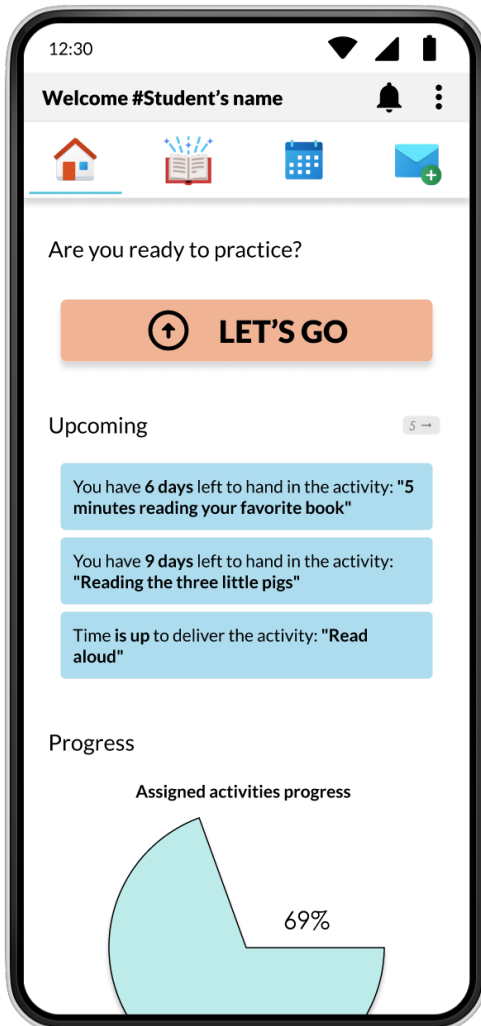 12:30
Welcome #Student’s name
Are you ready to practice?
LET’S GO
Upcoming
5 →
You have 6 days left to hand in the activity: "5
minutes reading your favorite book"
You have 9 days left to hand in the activity:
"Reading the three little pigs"
Time is up to deliver the activity: "Read
aloud"
Progress
Assigned activities progress
69%